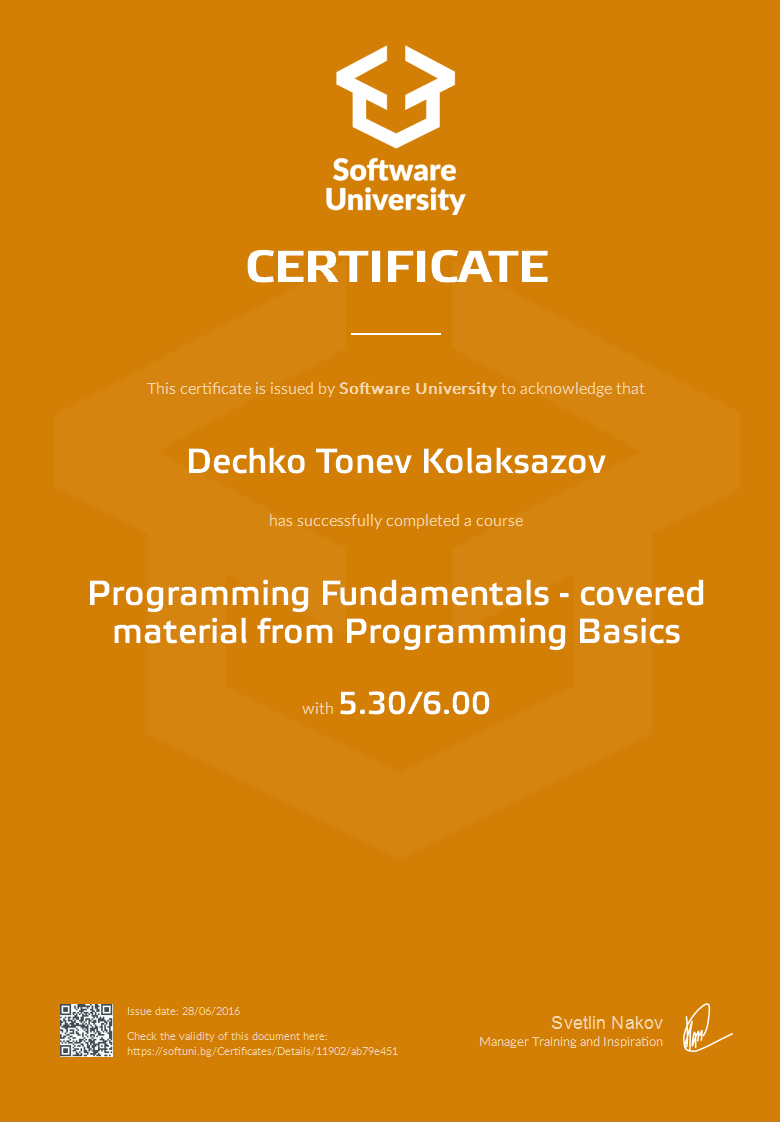 Software
University
CERTIFICATE
This certificate is issued by Software University to acknowledge that
Dechko Tonev Kolaksazov
has successfully completed a course
Programming Fundamentals - covered
material from Programming Basics
with 5.30/6.00
Issue date: 28/06/2016
Check the validity of this document here:
https://softuni.bg/Certificates/Details/11902/ab79e451
Svetlin Nakov
Manager Training and Inspiration